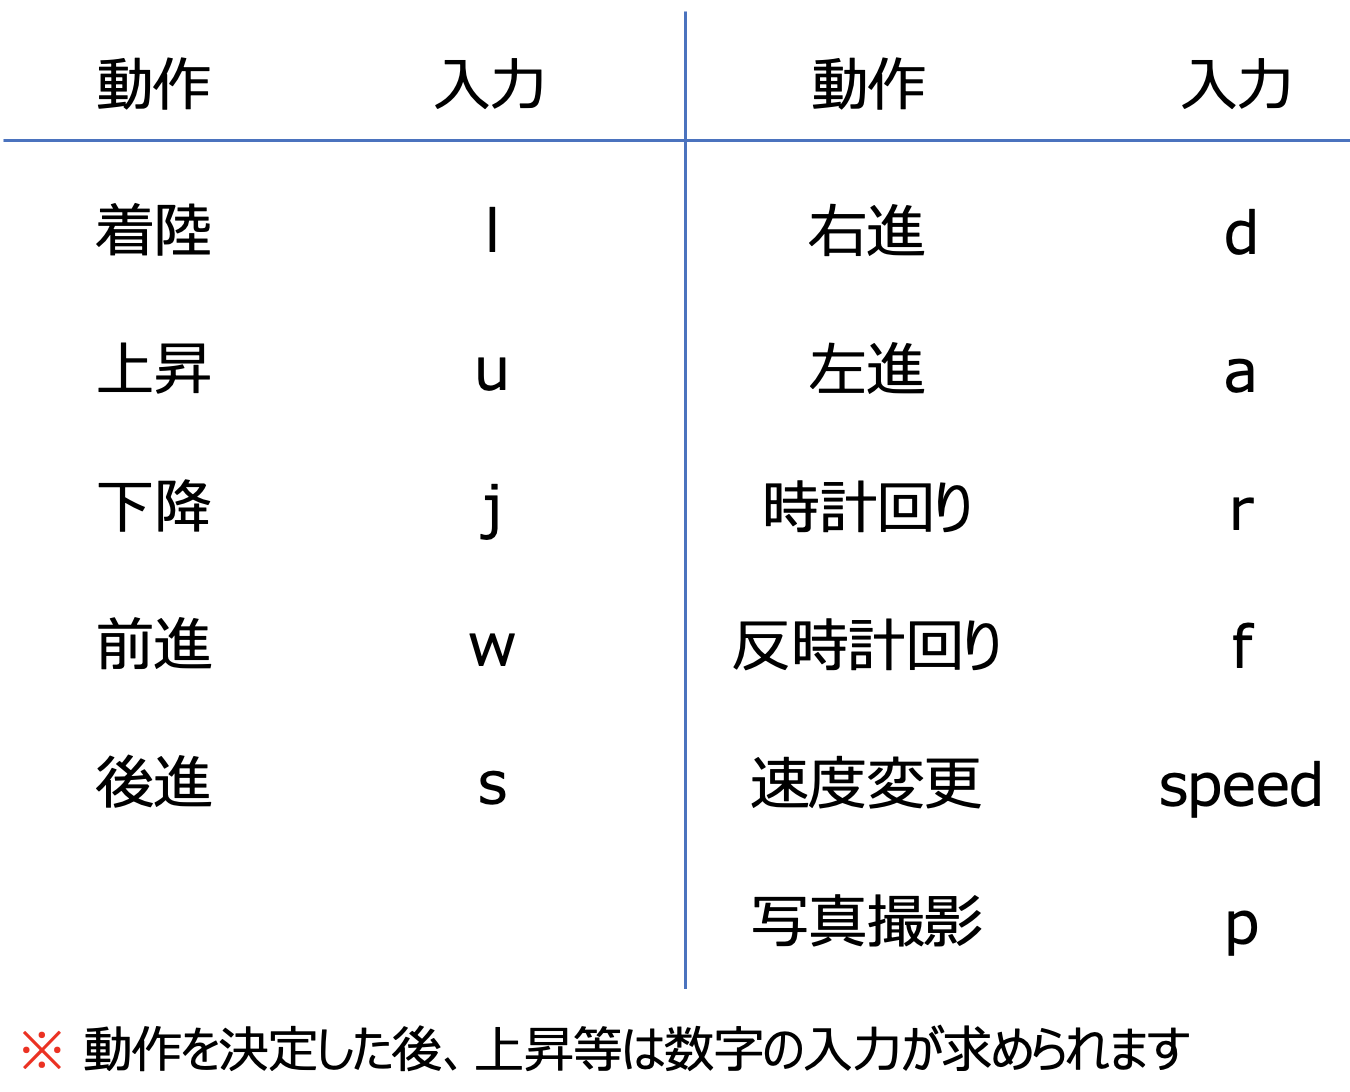 動作 入力 動作 入力
着陸 l 右進 d
上昇 u 左進 a
下降 j 時計回り r
前進 w 反時計回り f
後進 s 速度変更 speed
写真撮影 p
※ 動作を決定した後、上昇等は数字の入力が求められます